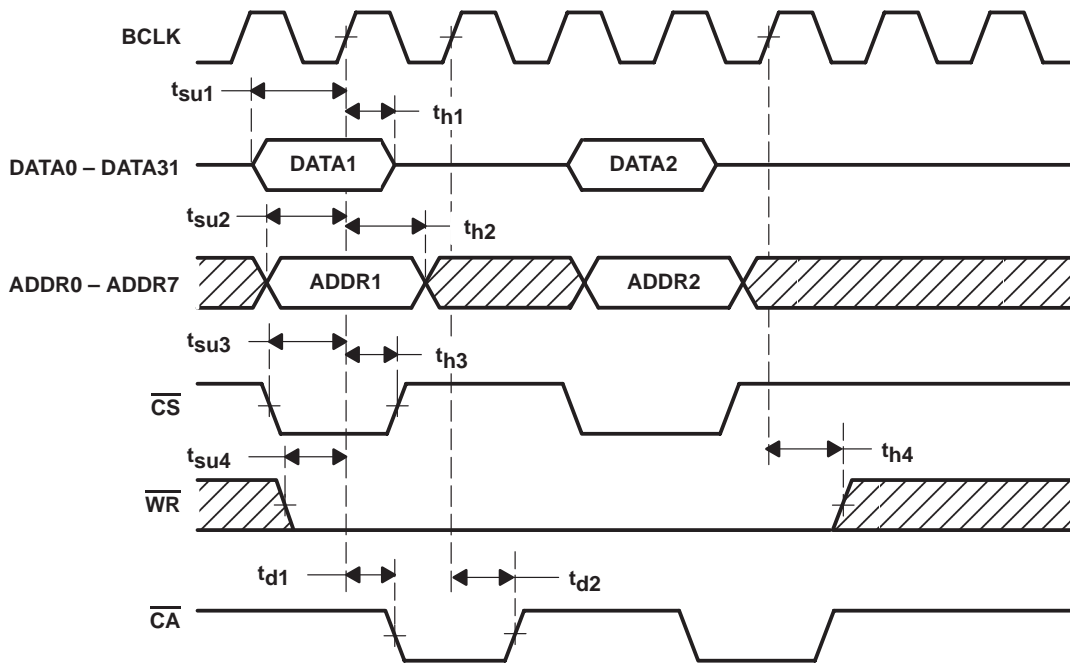 BCLK
tsu1
th1
DATA0 – DATA31
DATA1
DATA2
tsu2
th2
ADDR0 – ADDR7
ADDR1
ADDR2
tsu3
th3
CS
tsu4
th4
WR
td1
td2
CA